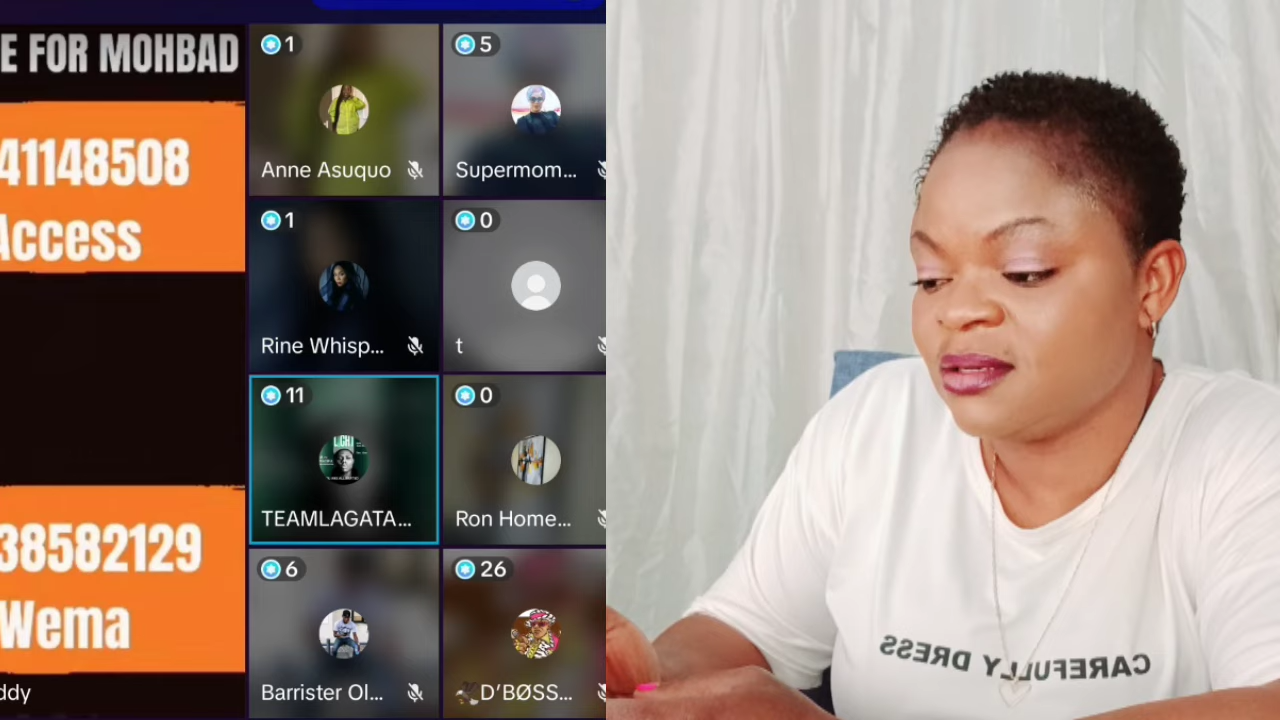 E FOR MOHBAD
41148508
Access
38582129
Wema
ddy
1
Anne Asuquo
5
Supermom...
1
Rine Whisp...
0
t
11
LIGHT
TEAMLAGATA...
0
Ron Home...
6
Barrister Ol...
26
D'BØSS...
CAREFULLY DRESS